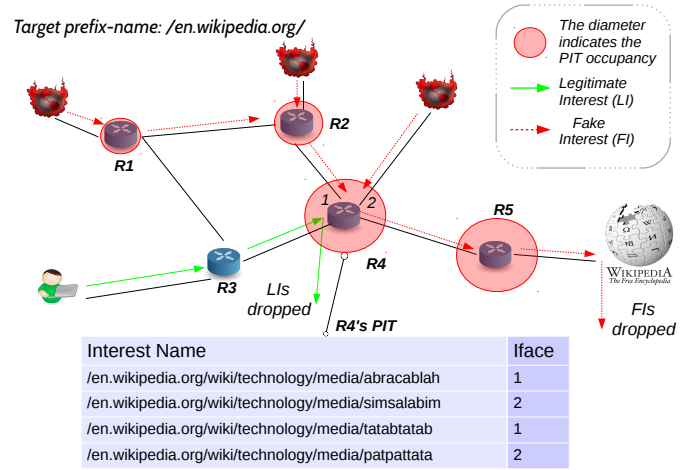 Target prefix-name: /en.wikipedia.org/
The diameter
indicates the
PIT occupancy
Legitimate
Interest (LI)
Fake
Interest (FI)
R1
R2
1
2
R4
R5
R3
WIKIPEDIA
The Free Encyclopedia
LIs
dropped
FIs
dropped
R4's PIT
Interest Name Iface
/en.wikipedia.org/wiki/technology/media/abracablah 1
/en.wikipedia.org/wiki/technology/media/simsalabim 2
/en.wikipedia.org/wiki/technology/media/tatabtatab 1
/en.wikipedia.org/wiki/technology/media/patpattata 2